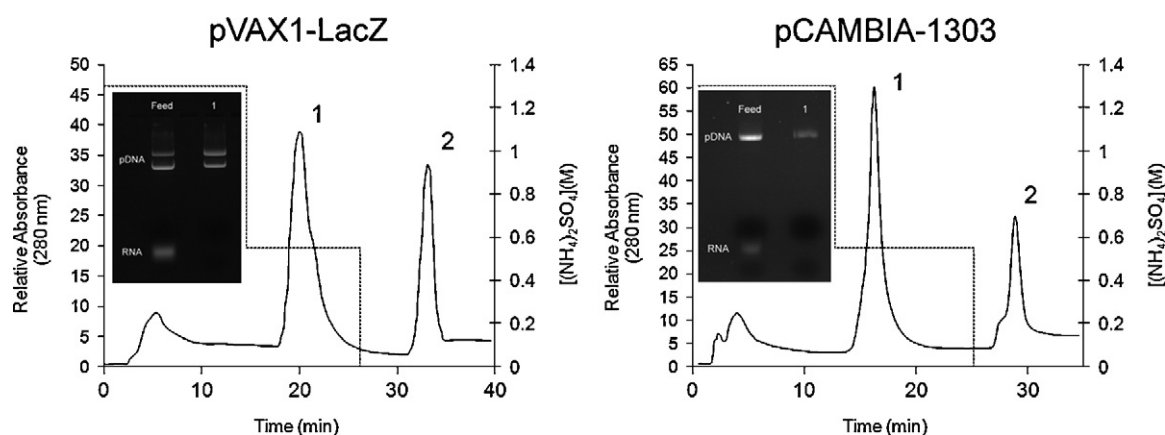 pVAX1-LacZ
50
45
40
35
30
25
20
15
10
5
0
Relative Absorbance
(280 nm)
Feed 1
pDNA
RNA
1
2
1.4
1.2
1
0.8
0.6
0.4
0.2
0
[(NH4)2SO4](M)
0 10 20 30 40
Time (min)
pCAMBIA-1303
65
60
55
50
45
40
35
30
25
20
15
10
5
0
Relative Absorbance
(280 nm)
Feed 1
pDNA
RNA
1
2
1.4
1.2
1
0.8
0.6
0.4
0.2
0
[(NH4)2SO4](M)
0 10 20 30
Time (min)